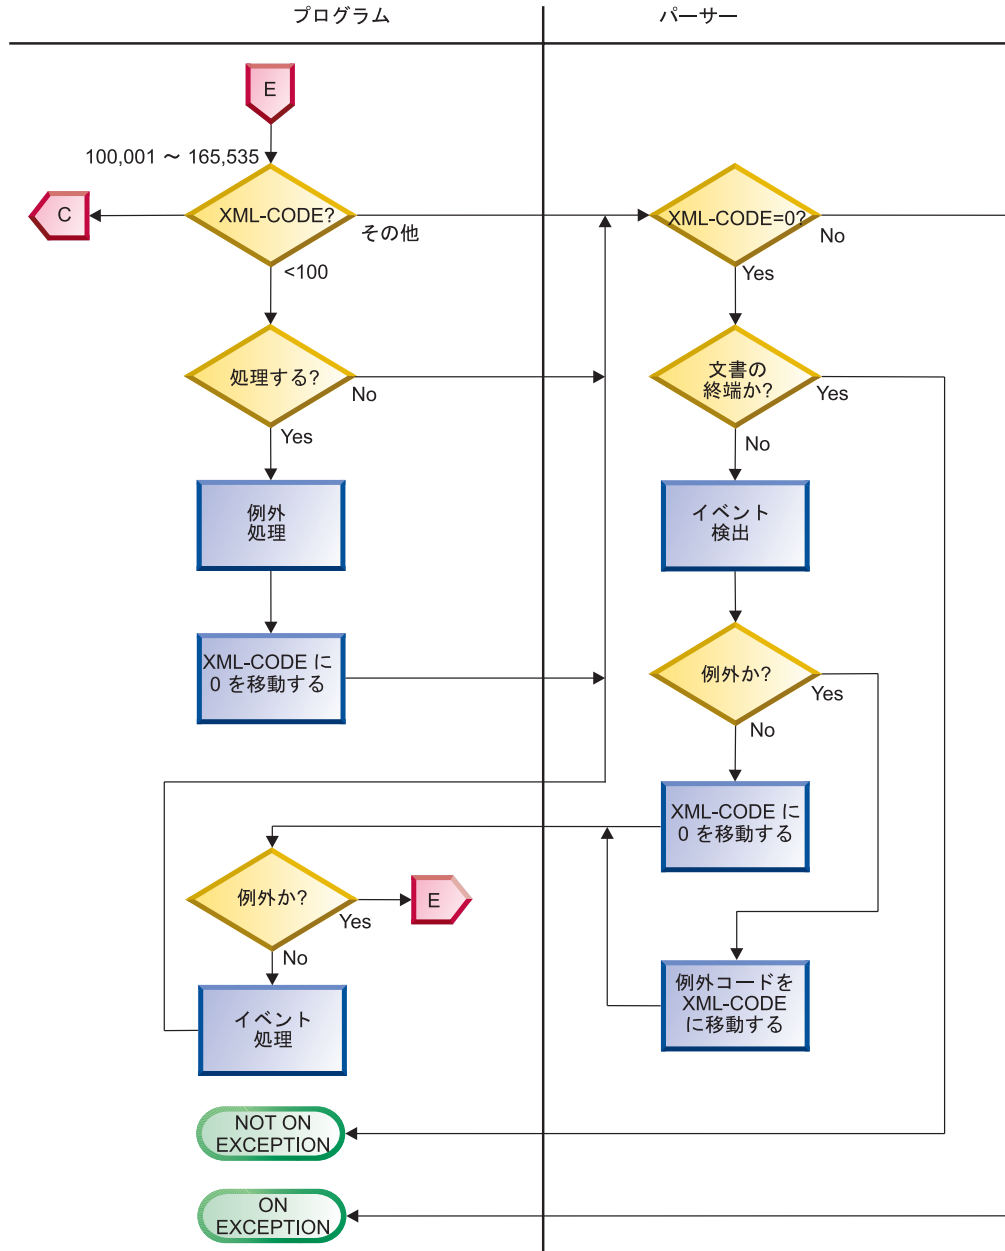 プログラム
パーサー
E
100,001 ~ 165,535
C
XML-CODE?
その他
XML-CODE=0?
No
<100
Yes
処理する?
No
文書の
終端か?
Yes
Yes
No
例外
処理
イベント
検出
XML-CODE に
0 を移動する
例外か?
Yes
No
XML-CODE に
0 を移動する
例外か?
Yes
E
No
イベント
処理
例外コードを
XML-CODE
に移動する
NOT ON
EXCEPTION
ON
EXCEPTION